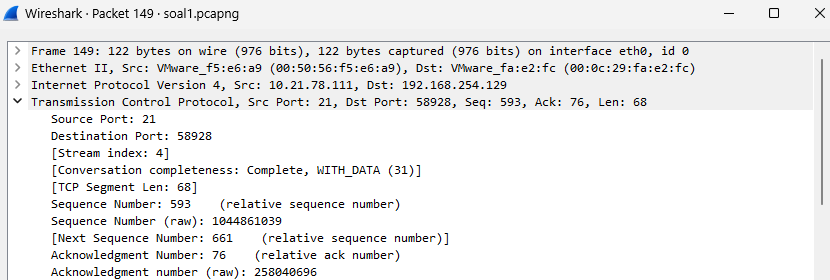 Wireshark · Packet 149 · soal1.pcapng
Frame 149: 122 bytes on wire (976 bits), 122 bytes captured (976 bits) on interface eth0, id 0
Ethernet II, Src: VMware_f5:e6:a9 (00:50:56:f5:e6:a9), Dst: VMware_fa:e2:fc (00:0c:29:fa:e2:fc)
Internet Protocol Version 4, Src: 10.21.78.111, Dst: 192.168.254.129
Transmission Control Protocol, Src Port: 21, Dst Port: 58928, Seq: 593, Ack: 76, Len: 68
Source Port: 21
Destination Port: 58928
[Stream index: 4]
[Conversation completeness: Complete, WITH_DATA (31)]
[TCP Segment Len: 68]
Sequence Number: 593    (relative sequence number)
Sequence Number (raw): 1044861039
[Next Sequence Number: 661    (relative sequence number)]
Acknowledgment Number: 76    (relative ack number)
Acknowledgment number (raw): 258040696